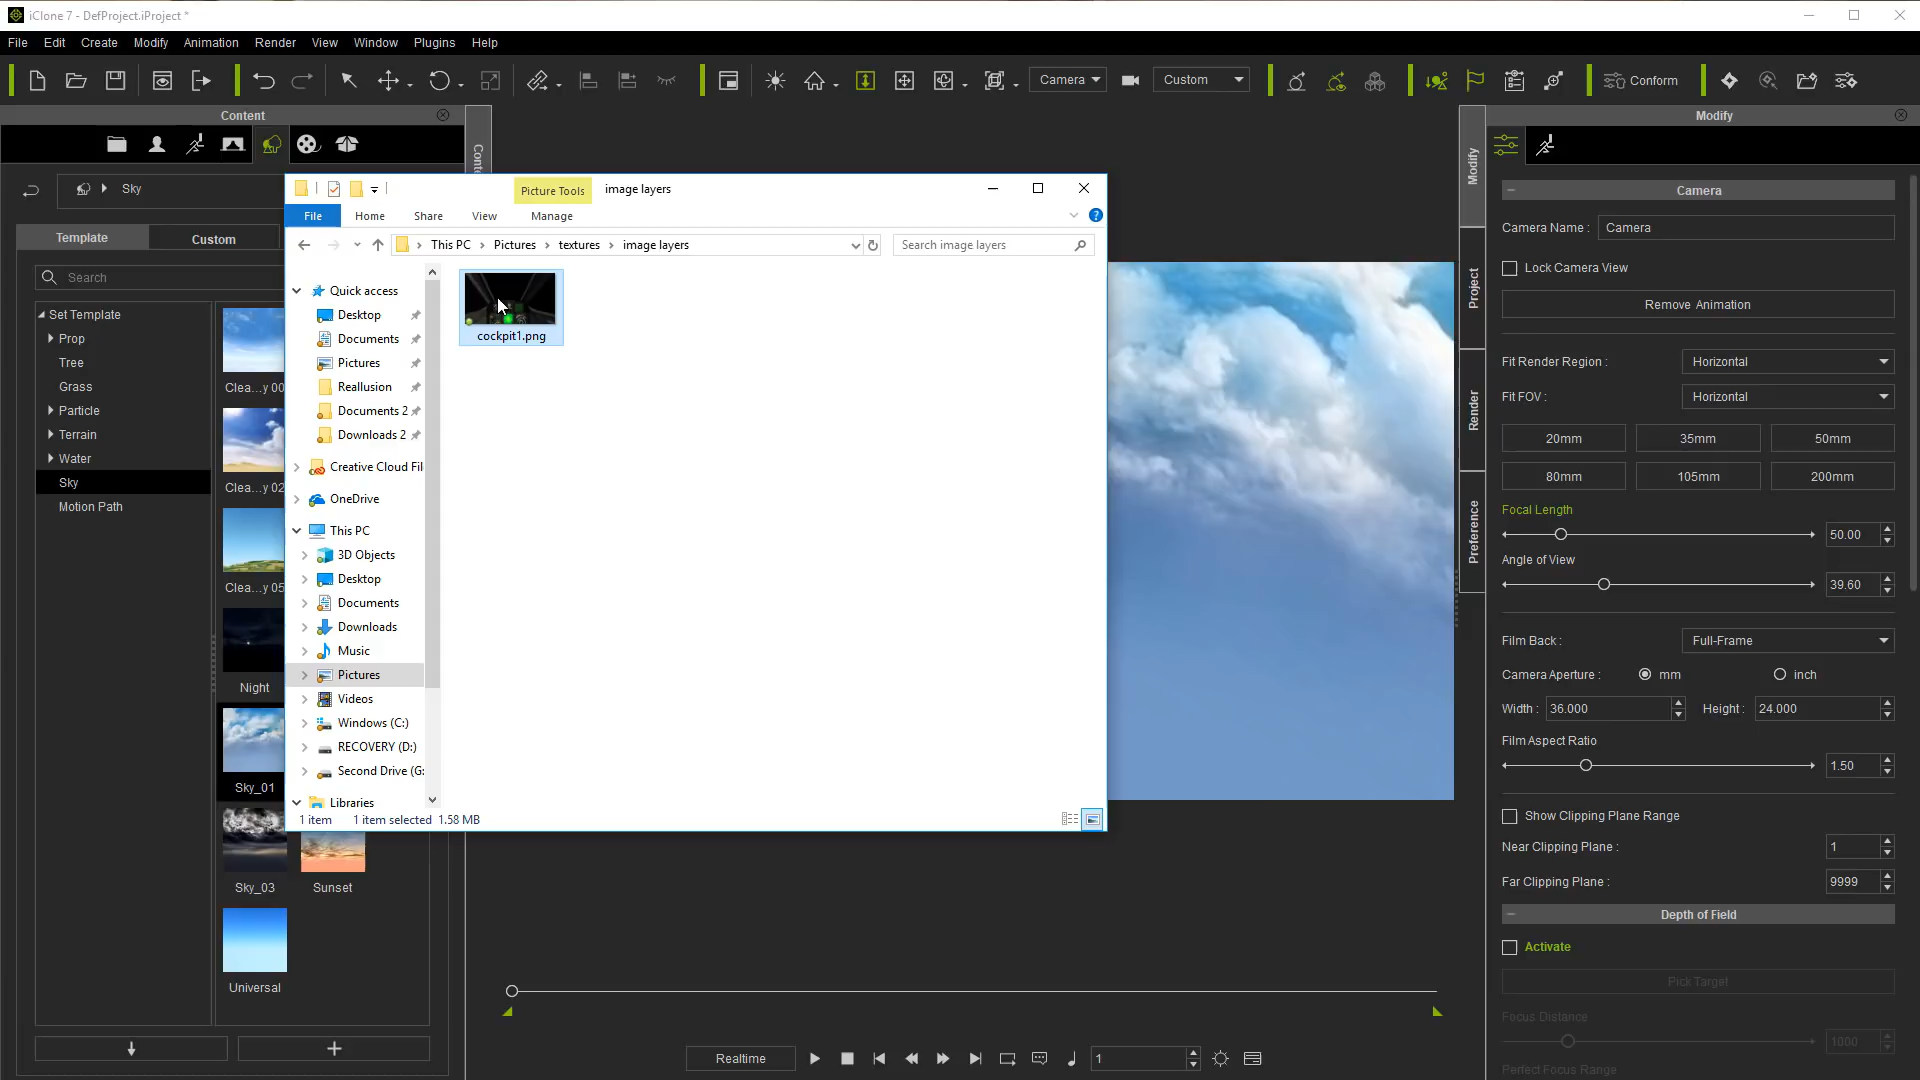 iClone 7 - DefProject.iProject *
File Edit Create Modify Animation Render View Window Plugins Help
Camera Custom Conform
Content
Sky
Template Custom
Search
Set Template
Prop
Tree
Grass
Particle
Terrain
Water
Sky
Motion Path
Clea...y 00
Clea...y 02
Clea...y 05
Night
Sky_01
Sky_03
Sunset
Universal
Picture Tools image layers
File Home Share View Manage
This PC Pictures textures image layers
Search image layers
Quick access
Desktop
Documents
Pictures
Reallusion
Documents 2
Downloads 2
Creative Cloud Fil
OneDrive
This PC
3D Objects
Desktop
Documents
Downloads
Music
Pictures
Videos
Windows (C:)
RECOVERY (D:)
Second Drive (G:
Libraries
cockpit1.png
1 item 1 item selected 1.58 MB
Realtime 1
Modify
Project
Render
Preference
Modify
Camera
Camera Name : Camera
Lock Camera View
Remove Animation
Fit Render Region : Horizontal
Fit FOV : Horizontal
20mm 35mm 50mm
80mm 105mm 200mm
Focal Length
50.00
Angle of View
39.60
Film Back : Full-Frame
Camera Aperture : mm inch
Width : 36.000 Height : 24.000
Film Aspect Ratio
1.50
Show Clipping Plane Range
Near Clipping Plane : 1
Far Clipping Plane : 9999
Depth of Field
Activate
Pick Target
Focus Distance
1000
Perfect Focus Range